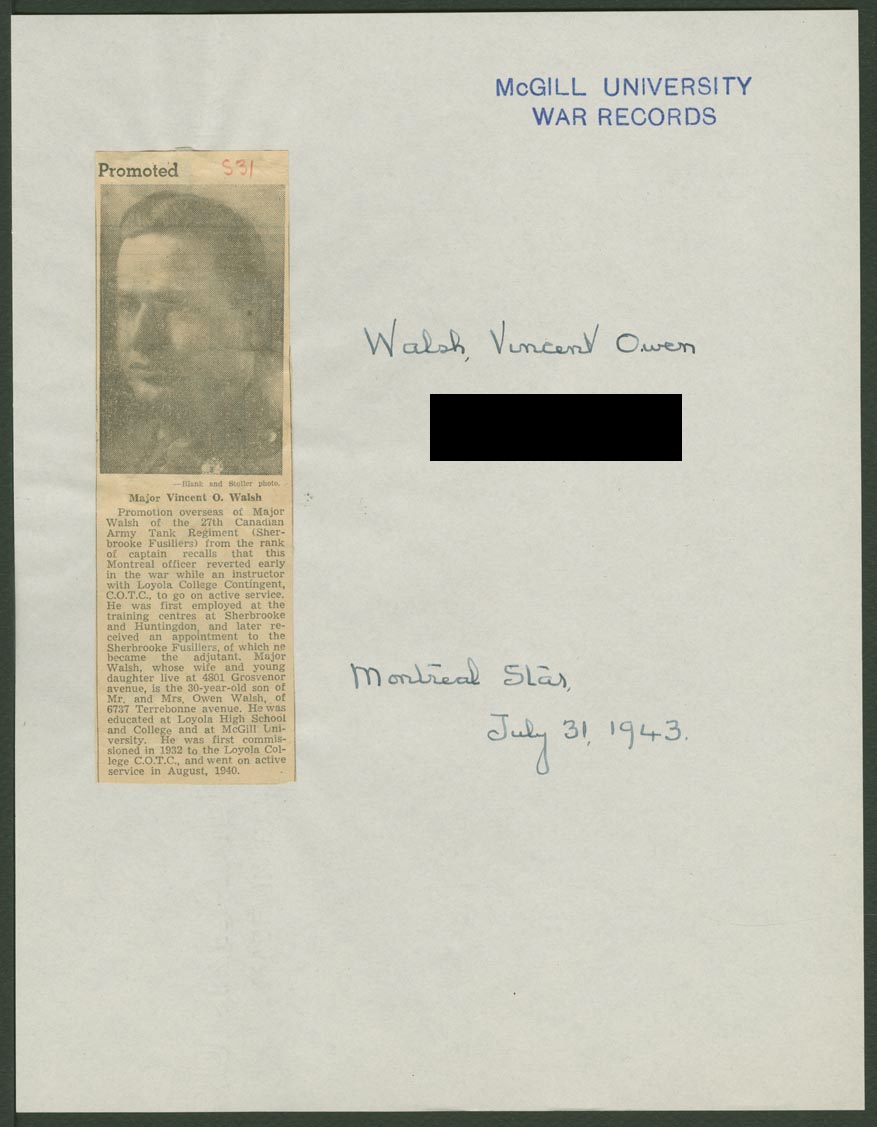 McGILL UNIVERSITY
WAR RECORDS
Promoted S31
—Blank and Stoller photo.
Major Vincent O. Walsh
Promotion overseas of Major
Walsh of the 27th Canadian
Army Tank Regiment (Sher-
brooke Fusiliers) from the rank
of captain recalls that this
Montreal officer reverted early
in the war while an instructor
with Loyola College Contingent,
C.O.T.C., to go on active service.
He was first employed at the
training centres at Sherbrooke
and Huntingdon, and later re-
ceived an appointment to the
Sherbrooke Fusiliers, of which he
became the adjutant. Major
Walsh, whose wife and young
daughter live at 4801 Grosvenor
avenue, is the 30-year-old son of
Mr. and Mrs. Owen Walsh, of
6737 Terrebonne avenue. He was
educated at Loyola High School
and College and at McGill Uni-
versity. He was first commis-
sioned in 1932 to the Loyola Col-
lege C.O.T.C., and went on active
service in August, 1940.
Walsh, Vincent Owen
Montreal Star,
July 31, 1943.